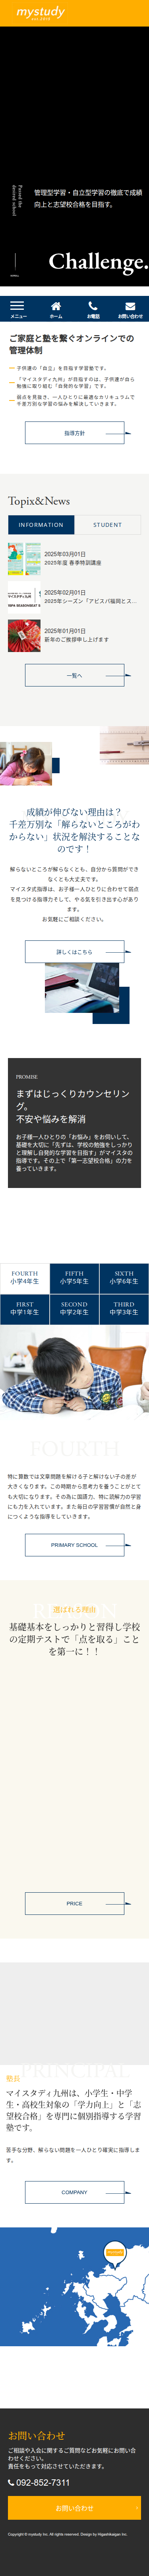 mystudy
Passed the desired school
管理型学習・自立型学習の徹底で成績
向上と志望校合格を目指す。
Challenge.
メニュー
ホーム
お電話
お問い合わせ
ご家庭と塾を繋ぐオンラインでの
管理体制
子供達の「自立」を目指す学習塾です。
「マイスタディ九州」が目指すのは、子供達が自ら
勉強に取り組む「自発的な学習」です。
弱点を見抜き、一人ひとりに最適なカリキュラムで
千差万別な学習の悩みを解決していきます。
指導方針
Topix&News
INFORMATION
STUDENT
2025年03月01日
2025年度 春季特訓講座
2025年02月01日
2025年シーズン「アビスパ福岡とス...
2025年01月01日
新年のご挨拶申し上げます
一覧へ
成績が伸びない理由は？
千差万別な「解らないところがわ
からない」状況を解決することな
のです！
解らないところが解らなくとも、自分から質問ができ
なくとも大丈夫です。
マイスタ式指導は、お子様一人ひとりに合わせて弱点
を見つける指導力そして、やる気を引き出す心があり
ます。
お気軽にご相談ください。
詳しくはこちら
PROMISE
まずはじっくりカウンセリン
グ。
不安や悩みを解消
お子様一人ひとりの「お悩み」をお伺いして、
基礎を大切に「先ずは、学校の勉強をしっかり
と理解し自発的な学習を目指す」がマイスタの
指導です。その上で「第一志望校合格」の力を
養っていきます。
FOURTH
小学4年生
FIFTH
小学5年生
SIXTH
小学6年生
FIRST
中学1年生
SECOND
中学2年生
THIRD
中学3年生
FOURTH
特に算数では文章問題を解ける子と解けない子の差が
大きくなります。この時期から思考力を養うことがとて
も大切になります。その為に国語力、特に読解力の学習
にも力を入れています。また毎日の学習習慣が自然と身
につくような指導をしていきます。
PRIMARY SCHOOL
選ばれる理由
基礎基本をしっかりと習得し学校
の定期テストで「点を取る」こと
を第一に！！
PRICE
PRINCIPAL
塾長
マイスタディ九州は、小学生・中学
生・高校生対象の「学力向上」と「志
望校合格」を専門に個別指導する学習
塾です。
苦手な分野、解らない問題を一人ひとり確実に指導しま
す。
COMPANY
お問い合わせ
ご相談や入会に関するご質問などお気軽にお問い合
わせください。
責任をもって対応させていただきます。
092-852-7311
お問い合わせ
Copyright © mystudy Inc. All rights reserved. Design by Higashikaigan Inc.